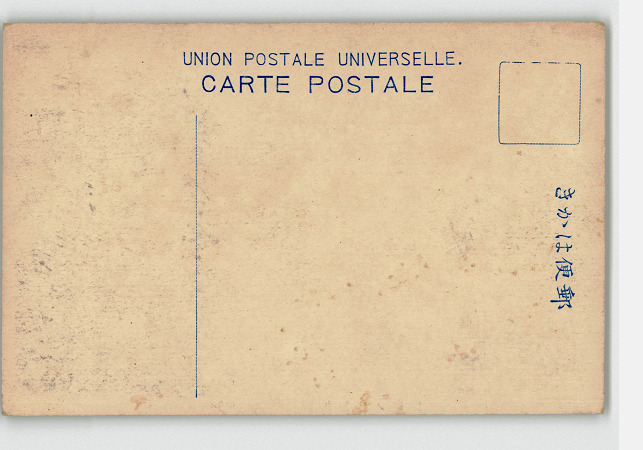 UNION POSTALE UNIVERSELLE.
CARTE POSTALE
郵便はかき